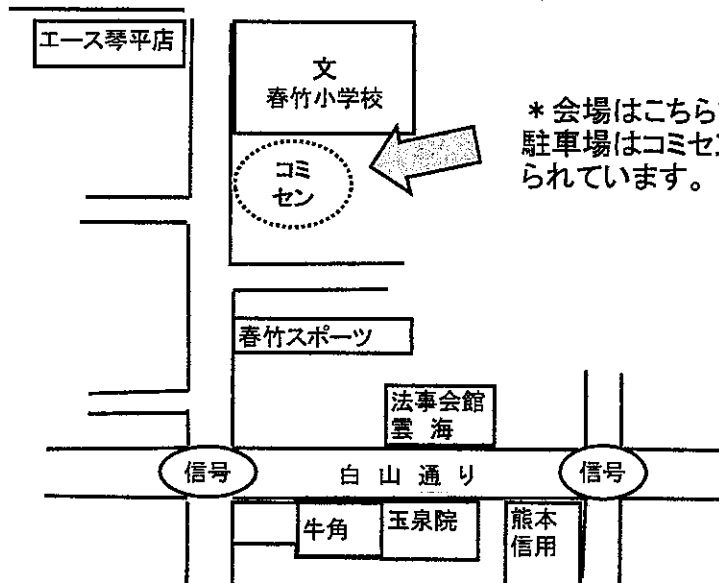 エース琴平店
文
春竹小学校
コミ
セン
*会場はこちら
駐車場はコミセ
られています。
春竹スポーツ
法事会館
雲 海
信号
白 山 通 り
信号
牛角
玉泉院
熊本
信用